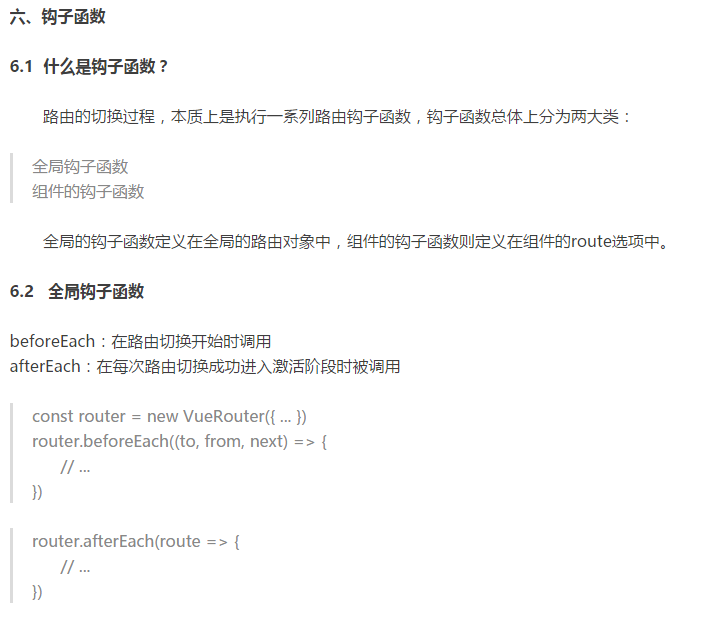 六、钩子函数
6.1 什么是钩子函数？
路由的切换过程，本质上是执行一系列路由钩子函数，钩子函数总体上分为两大类：
全局钩子函数
组件的钩子函数
全局的钩子函数定义在全局的路由对象中，组件的钩子函数则定义在组件的route选项中。
6.2 全局钩子函数
beforeEach：在路由切换开始时调用
afterEach：在每次路由切换成功进入激活阶段时被调用
const router = new VueRouter({ ... })
router.beforeEach((to, from, next) => {
// ...
})
router.afterEach(route => {
// ...
})